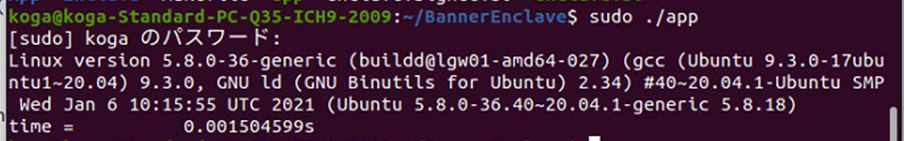 koga@koga-Standard-PC-Q35-ICH9-2009:~/BannerEnclave$ sudo ./app
[sudo] koga のパスワード:
Linux version 5.8.0-36-generic (buildd@lgw01-amd64-027) (gcc (Ubuntu 9.3.0-17ubu
ntu1~20.04) 9.3.0, GNU ld (GNU Binutils for Ubuntu) 2.34) #40~20.04.1-Ubuntu SMP
Wed Jan 6 10:15:55 UTC 2021 (Ubuntu 5.8.0-36.40~20.04.1-generic 5.8.18)
time = 0.001504599s